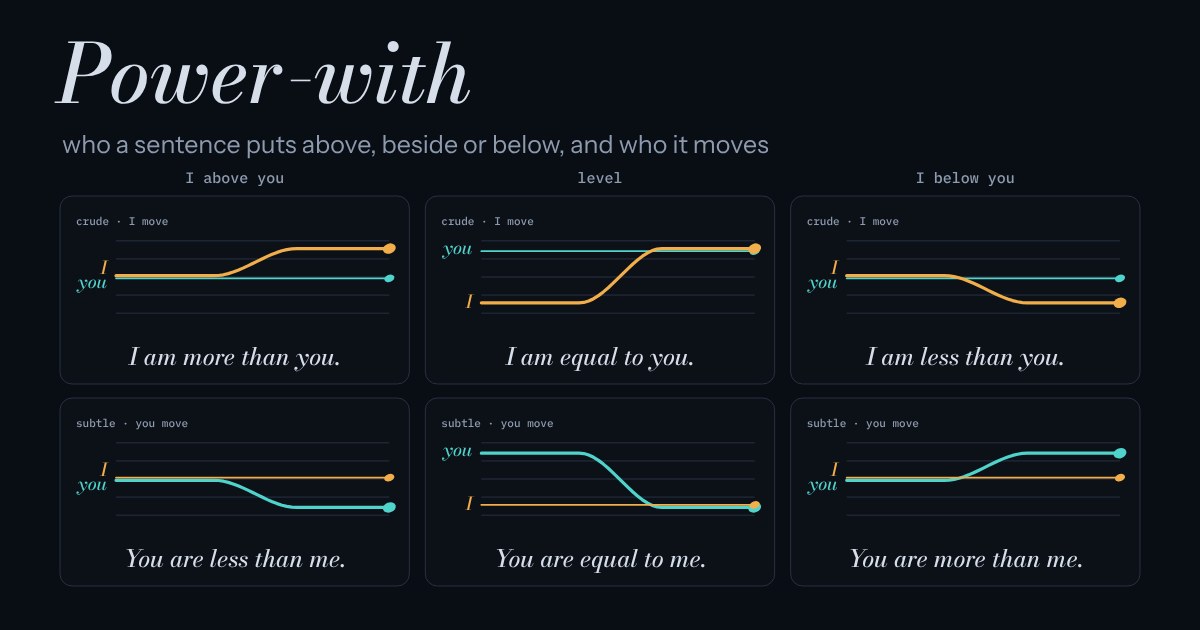 Power-with
who a sentence puts above, beside or below, and who it moves
I above you
level
I below you
crude · I move
I
you
I am more than you.
crude · I move
you
I
I am equal to you.
crude · I move
I
you
I am less than you.
subtle · you move
I
you
You are less than me.
subtle · you move
you
I
You are equal to me.
subtle · you move
I
you
You are more than me.